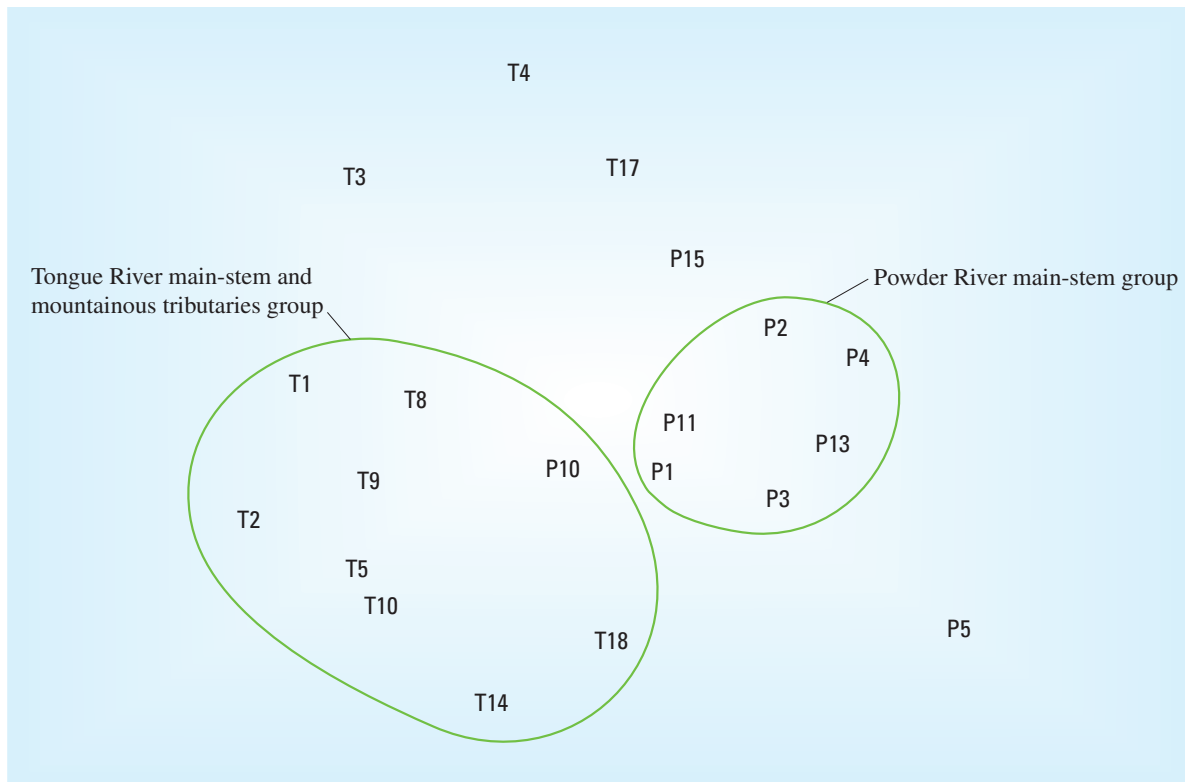 T4
T17
T3
P15
Tongue River main-stem and
mountainous tributaries group
Powder River main-stem group
P2
P4
T1
T8
P11
P13
P10
P1
T9
P3
T2
T5
T10
P5
T18
T14